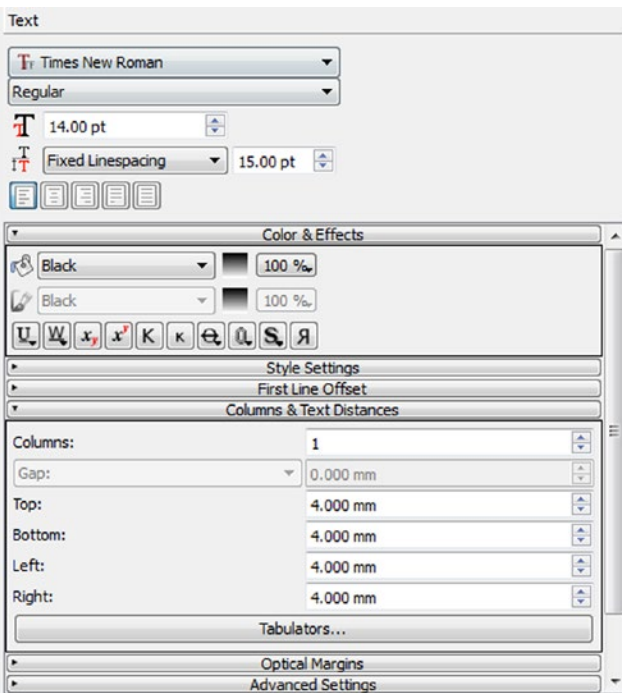 Text
Times New Roman
Regular
14.00 pt
Fixed Linespacing 15.00 pt
Color & Effects
Black 100 %
Black 100 %
U W x y x y K K O O S Я
Style Settings
First Line Offset
Columns & Text Distances
Columns: 1
Gap: 0.000 mm
Top: 4.000 mm
Bottom: 4.000 mm
Left: 4.000 mm
Right: 4.000 mm
Tabulators...
Optical Margins
Advanced Settings